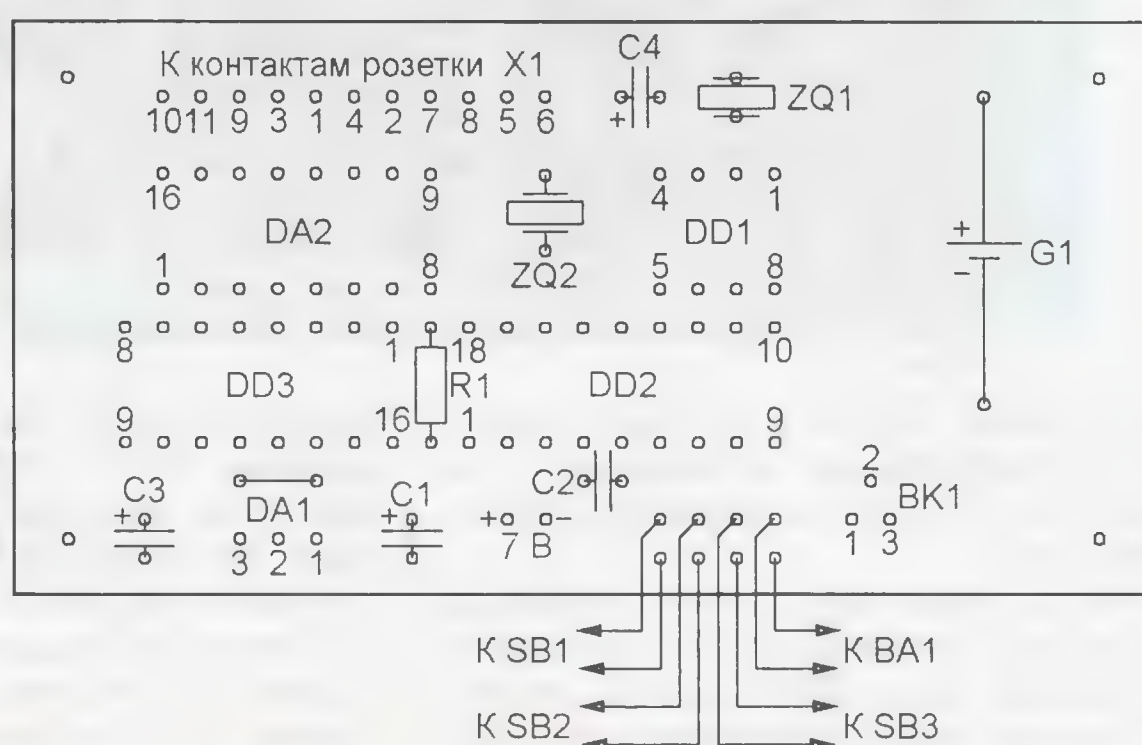 C4
К контактам розетки X1
ZQ1
+
10 11 9 3 1 4 2 7 8 5 6
16 9
4 1
DA2
DD1
+
G1
–
1 8
ZQ2
5 8
8 1 18 10
DD3 R1 DD2
9 16 1 9
2
C3 C1 C2
BK1
+ DA1 + + –
3 2 1 7 В 1 3
К SB1 К BA1
К SB2 К SB3